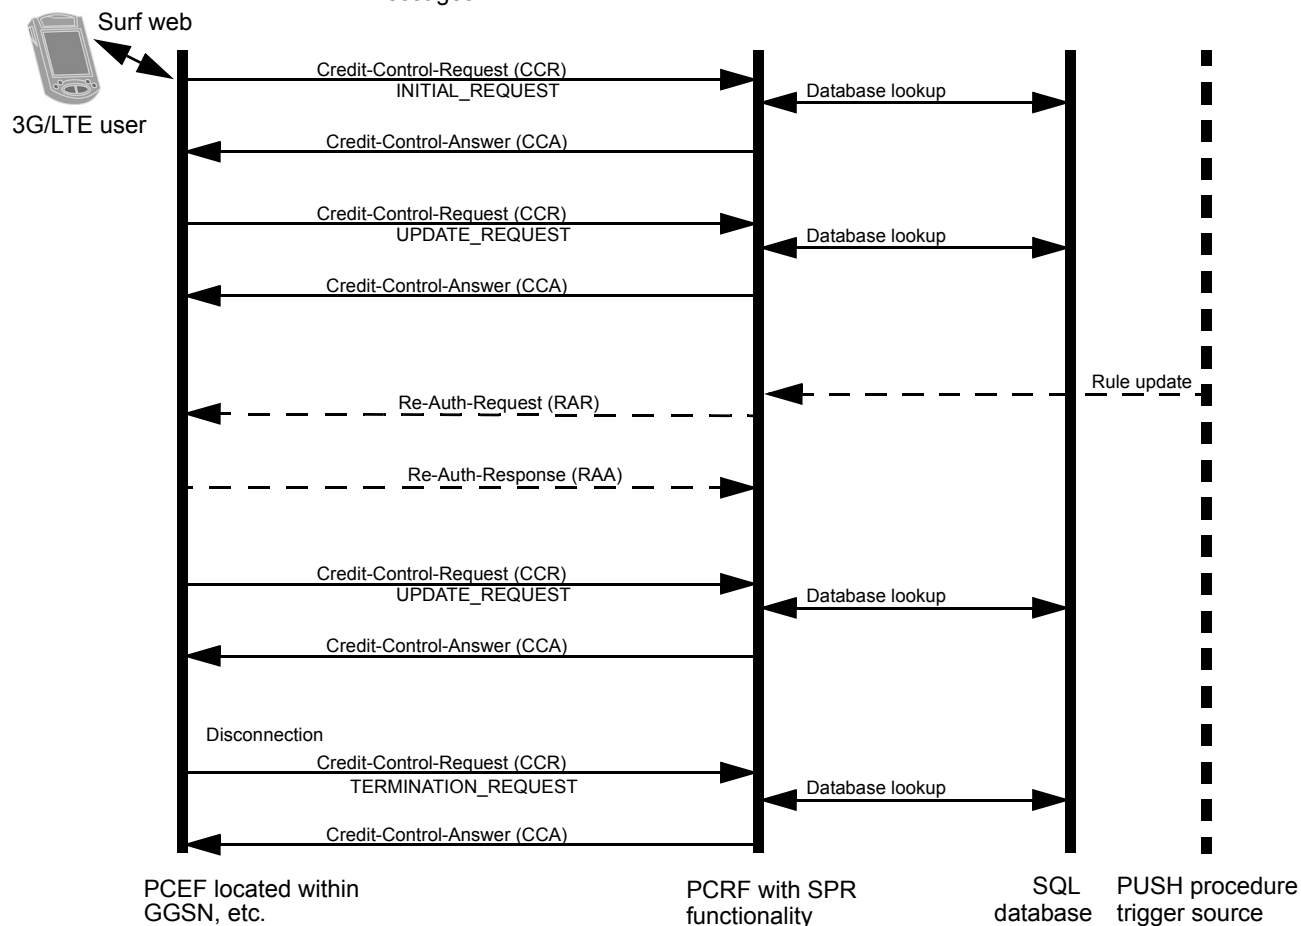 Surf web
3G/LTE user
Credit-Control-Request (CCR)
INITIAL_REQUEST
Database lookup
Credit-Control-Answer (CCA)
Credit-Control-Request (CCR)
UPDATE_REQUEST
Database lookup
Credit-Control-Answer (CCA)
Rule update
Re-Auth-Request (RAR)
Re-Auth-Response (RAA)
Credit-Control-Request (CCR)
UPDATE_REQUEST
Database lookup
Credit-Control-Answer (CCA)
Disconnection
Credit-Control-Request (CCR)
TERMINATION_REQUEST
Database lookup
Credit-Control-Answer (CCA)
PCEF located within
GGSN, etc.
PCRF with SPR
functionality
SQL
database
PUSH procedure
trigger source